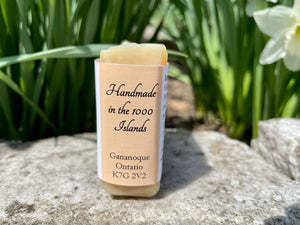 Handmade
in the 1000
Islands
Gananoque
Ontario
K7G 2V2